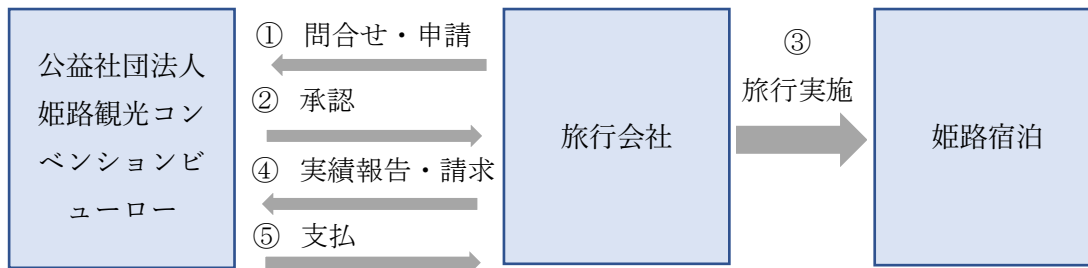 公益社団法人
姫路観光コン
ベンションビ
ューロー
① 問合せ・申請
② 承認
④ 実績報告・請求
⑤ 支払
旅行会社
③
旅行実施
姫路宿泊